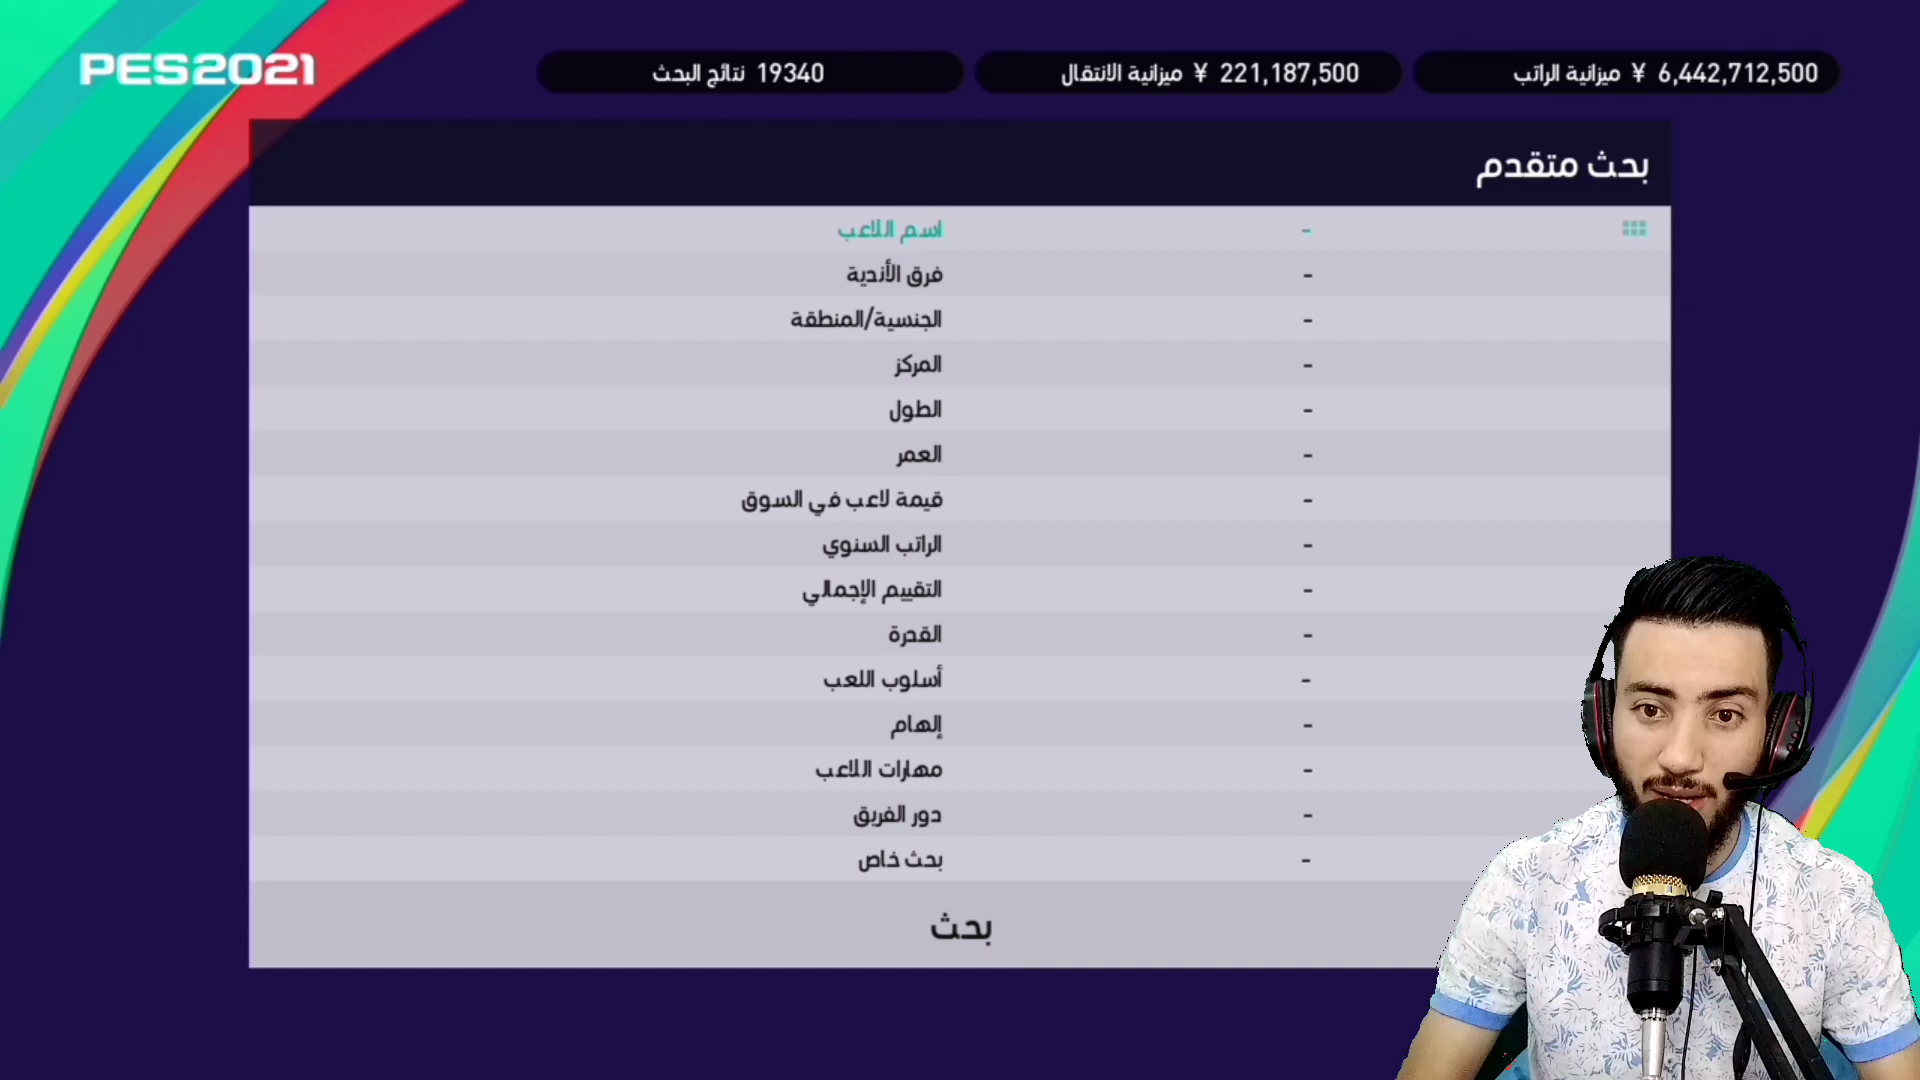 PES2021
نتائج البحث 19340
ميزانية الانتقال ¥ 221,187,500
ميزانية الراتب ¥ 6,442,712,500
بحث متقدم
اسم اللاعب -
فرق الأندية -
الجنسية/المنطقة -
المركز -
الطول -
العمر -
قيمة لاعب في السوق -
الراتب السنوي -
التقييم الإجمالي -
القدرة -
أسلوب اللعب -
إلهام -
مهارات اللاعب -
دور الفريق -
بحث خاص -
بحث